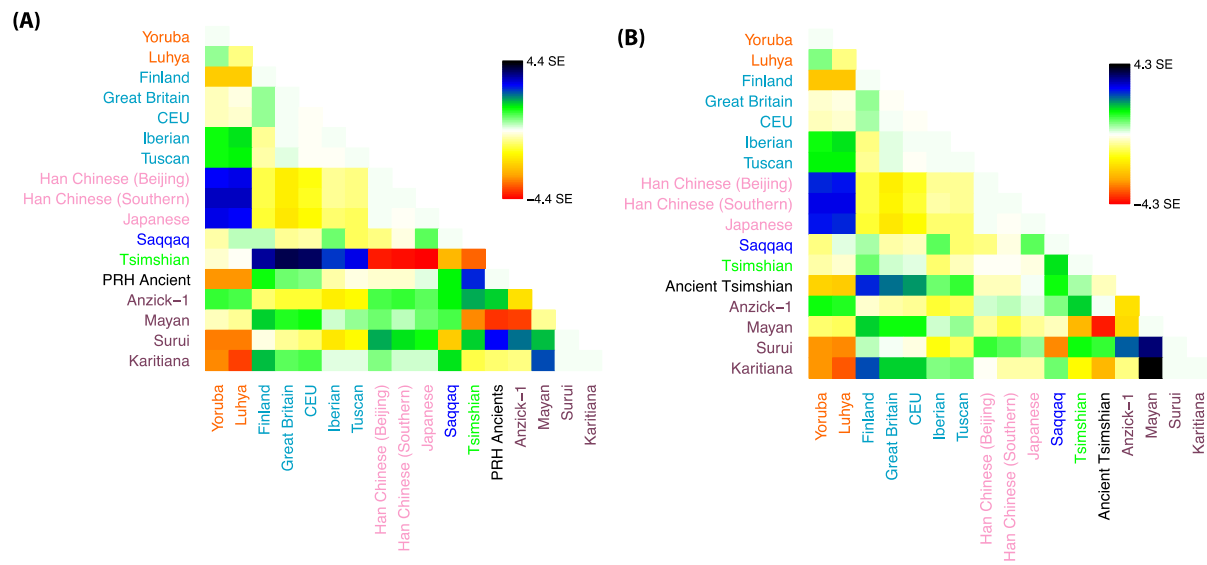 (A)
Yoruba
Luhya
Finland
Great Britain
CEU
Iberian
Tuscan
Han Chinese (Beijing)
Han Chinese (Southern)
Japanese
Saqqaq
Tsimshian
PRH Ancient
Anzick−1
Mayan
Surui
Karitiana
4.4 SE
−4.4 SE
Yoruba
Luhya
Finland
Great Britain
CEU
Iberian
Tuscan
Han Chinese (Beijing)
Han Chinese (Southern)
Japanese
Saqqaq
Tsimshian
PRH Ancients
Anzick−1
Mayan
Surui
Karitiana
(B)
Yoruba
Luhya
Finland
Great Britain
CEU
Iberian
Tuscan
Han Chinese (Beijing)
Han Chinese (Southern)
Japanese
Saqqaq
Tsimshian
Ancient Tsimshian
Anzick−1
Mayan
Surui
Karitiana
4.3 SE
−4.3 SE
Yoruba
Luhya
Finland
Great Britain
CEU
Iberian
Tuscan
Han Chinese (Beijing)
Han Chinese (Southern)
Japanese
Saqqaq
Tsimshian
Ancient Tsimshian
Anzick−1
Mayan
Surui
Karitiana